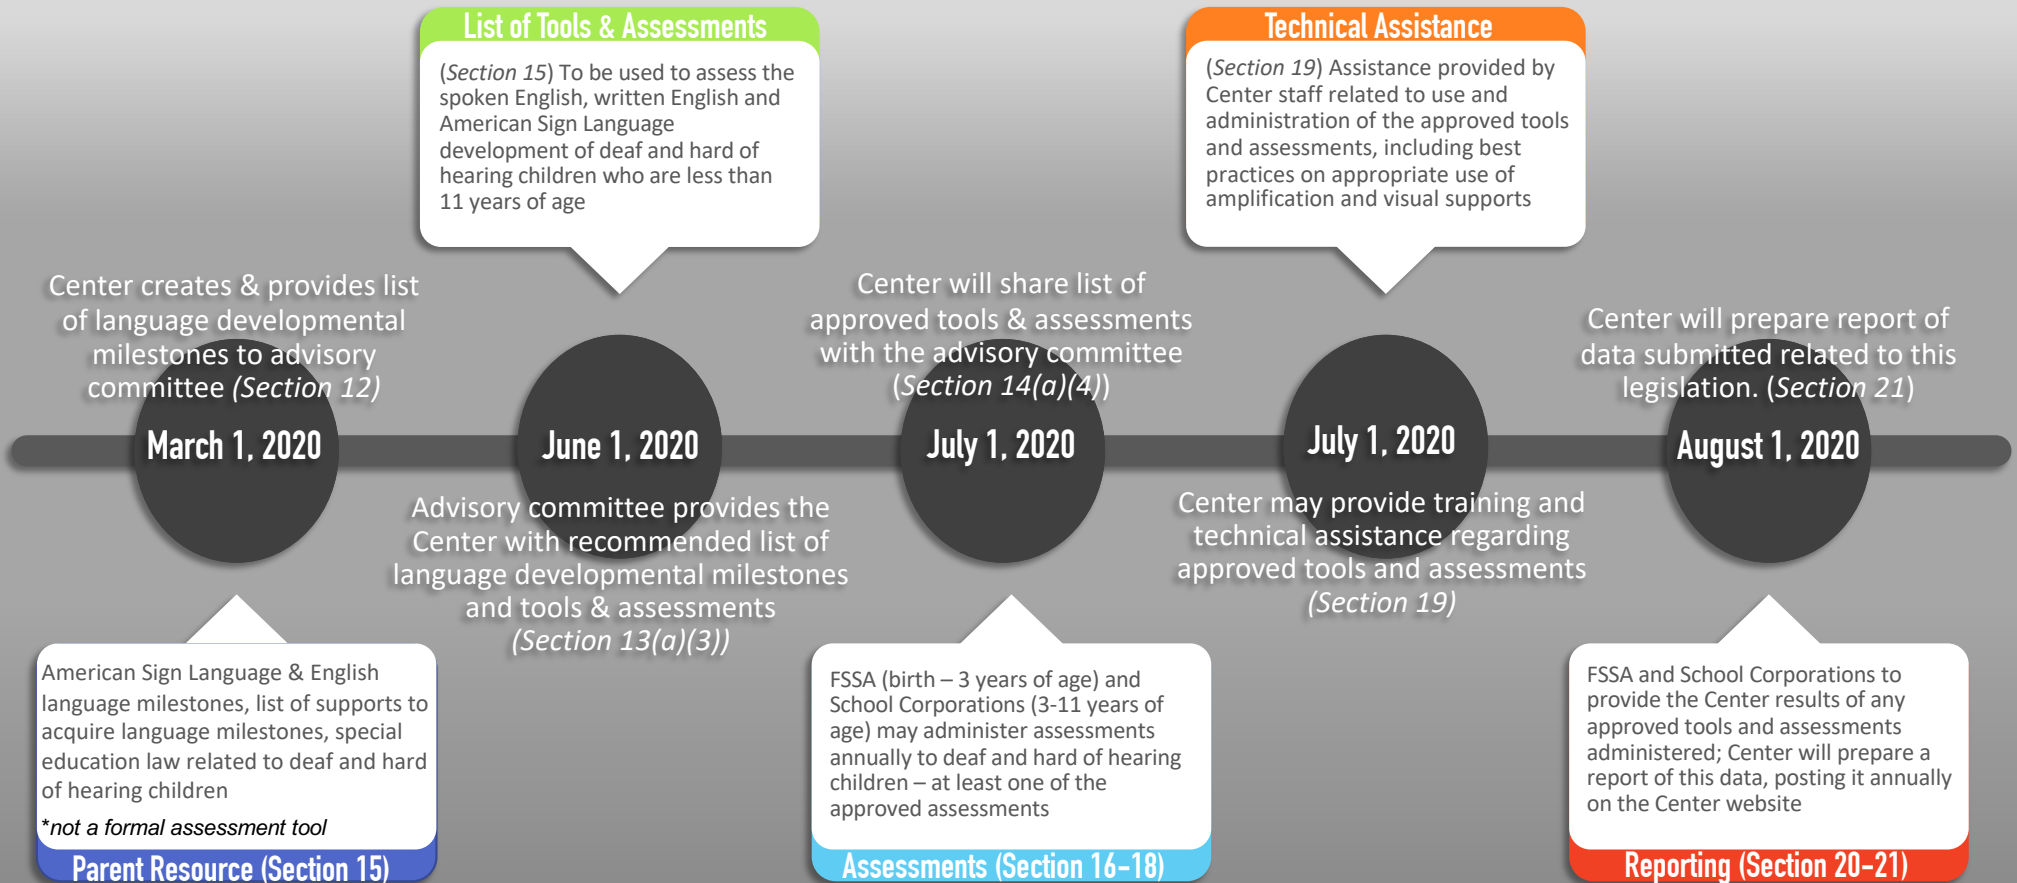 List of Tools & Assessments
(Section 15) To be used to assess the
spoken English, written English and
American Sign Language
development of deaf and hard of
hearing children who are less than
11 years of age
Technical Assistance
(Section 19) Assistance provided by
Center staff related to use and
administration of the approved tools
and assessments, including best
practices on appropriate use of
amplification and visual supports
Center creates & provides list
of language developmental
milestones to advisory
committee (Section 12)
March 1, 2020
June 1, 2020
Advisory committee provides the
Center with recommended list of
language developmental milestones
and tools & assessments
(Section 13(a)(3))
Center will share list of
approved tools & assessments
with the advisory committee
(Section 14(a)(4))
July 1, 2020
July 1, 2020
Center may provide training and
technical assistance regarding
approved tools and assessments
(Section 19)
Center will prepare report of
data submitted related to this
legislation. (Section 21)
August 1, 2020
American Sign Language & English
language milestones, list of supports to
acquire language milestones, special
education law related to deaf and hard
of hearing children
*not a formal assessment tool
Parent Resource (Section 15)
FSSA (birth – 3 years of age) and
School Corporations (3-11 years of
age) may administer assessments
annually to deaf and hard of hearing
children – at least one of the
approved assessments
Assessments (Section 16-18)
FSSA and School Corporations to
provide the Center results of any
approved tools and assessments
administered; Center will prepare a
report of this data, posting it annually
on the Center website
Reporting (Section 20-21)